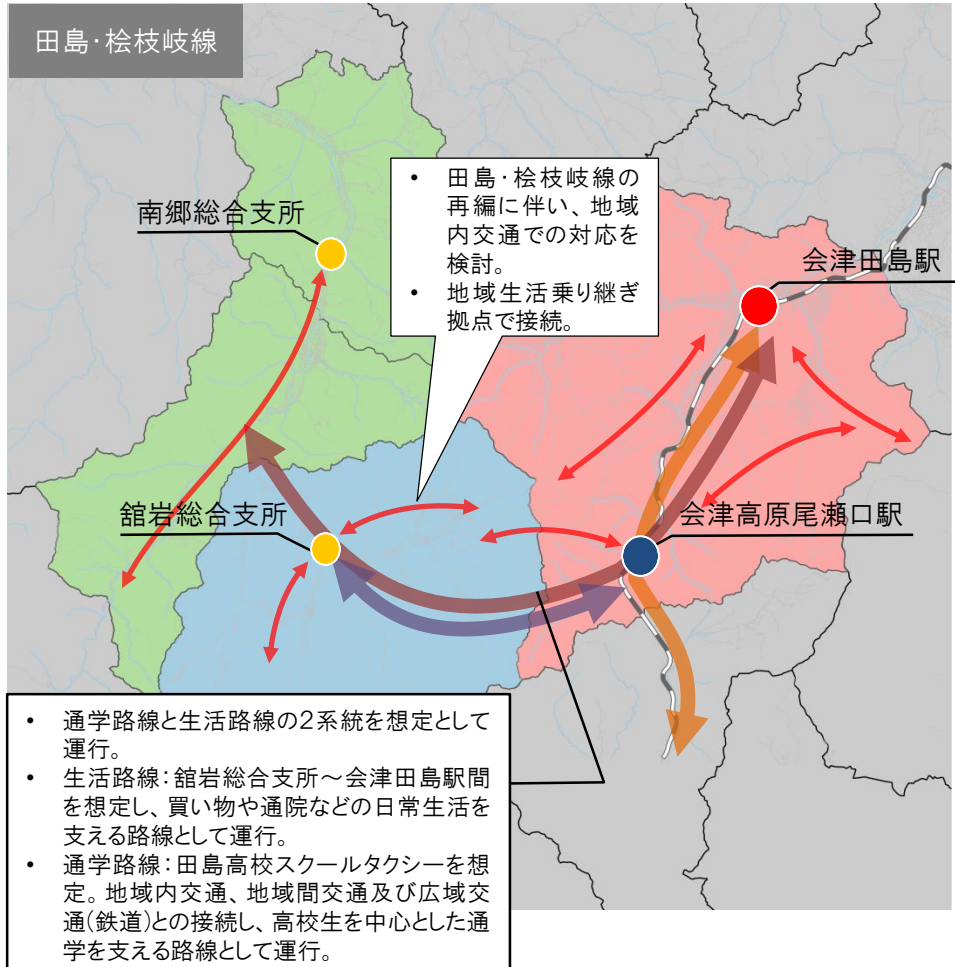 田島・桧枝岐線
• 田島・桧枝岐線の
再編に伴い、地域
内交通での対応を
検討。
• 地域生活乗り継ぎ
拠点で接続。
南郷総合支所
会津田島駅
舘岩総合支所
会津高原尾瀬口駅
• 通学路線と生活路線の2系統を想定として
運行。
• 生活路線：舘岩総合支所～会津田島駅間
を想定し、買い物や通院などの日常生活を
支える路線として運行。
• 通学路線：田島高校スクールタクシーを想
定。地域内交通、地域間交通及び広域交
通(鉄道)との接続し、高校生を中心とした通
学を支える路線として運行。